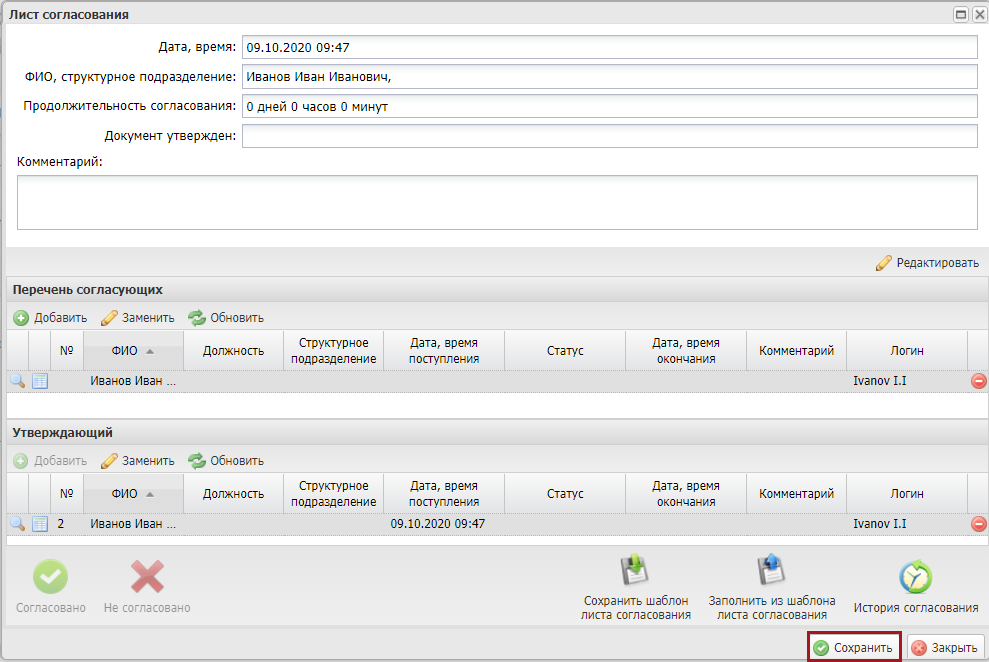 Лист согласования
Дата, время: 09.10.2020 09:47
ФИО, структурное подразделение: Иванов Иван Иванович,
Продолжительность согласования: 0 дней 0 часов 0 минут
Документ утвержден:
Комментарий:
Редактировать
Перечень согласующих
Добавить Заменить Обновить
№ ФИО Должность Структурное подразделение Дата, время поступления Статус Дата, время окончания Комментарий Логин
Иванов Иван ... Ivanov I.I
Утверждающий
Добавить Заменить Обновить
№ ФИО Должность Структурное подразделение Дата, время поступления Статус Дата, время окончания Комментарий Логин
2 Иванов Иван ... 09.10.2020 09:47 Ivanov I.I
Согласовано Не согласовано Сохранить шаблон листа согласования Заполнить из шаблона листа согласования История согласования
Сохранить Закрыть